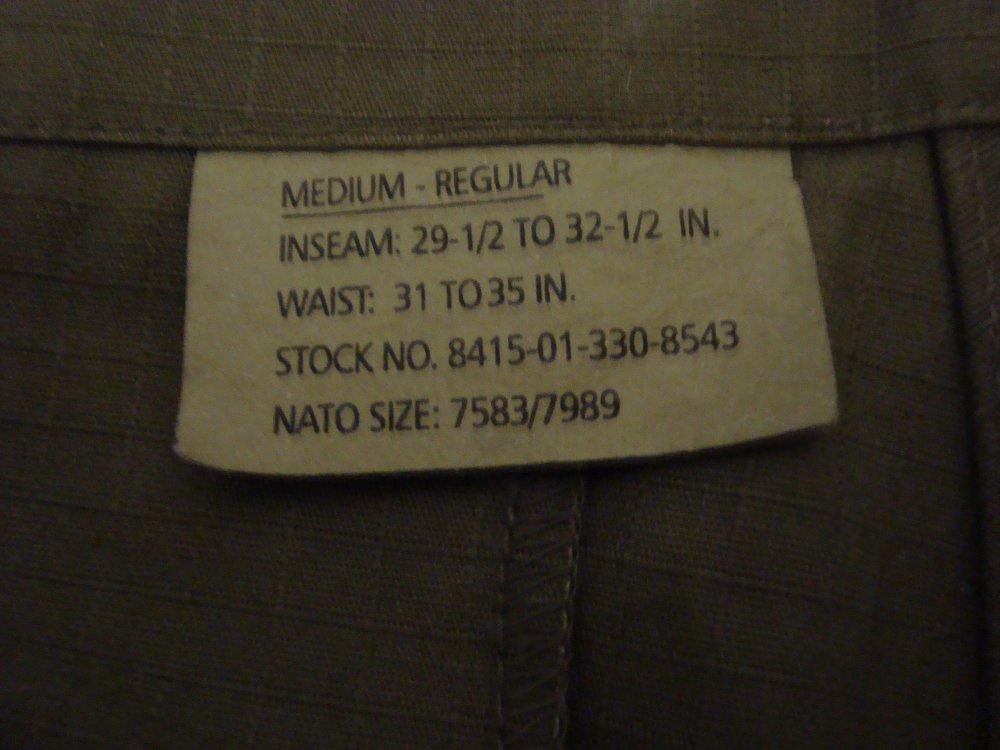 MEDIUM - REGULAR
INSEAM: 29-1/2 TO 32-1/2 IN.
WAIST: 31 TO 35 IN.
STOCK NO. 8415-01-330-8543
NATO SIZE: 7583/7989